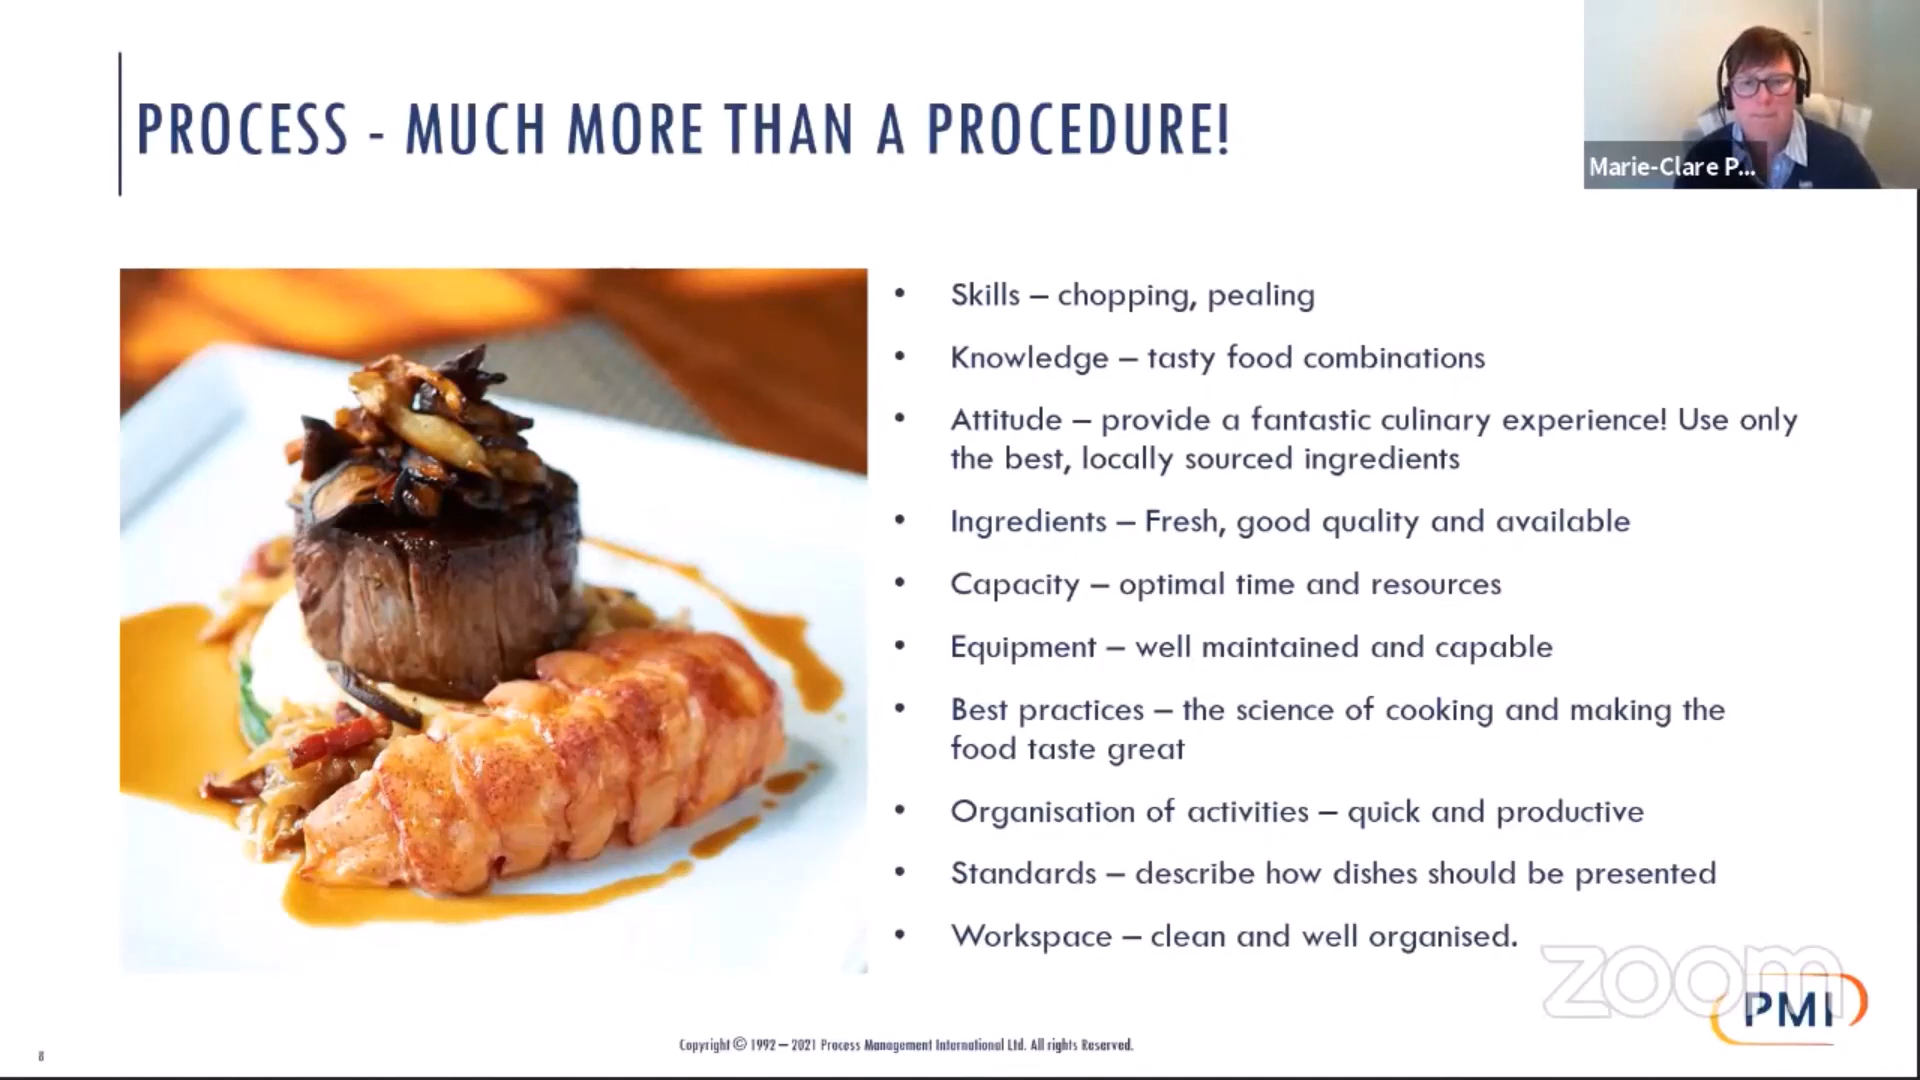 PROCESS - MUCH MORE THAN A PROCEDURE!
Marie-Clare P...
• Skills – chopping, pealing
• Knowledge – tasty food combinations
• Attitude – provide a fantastic culinary experience! Use only
the best, locally sourced ingredients
• Ingredients – Fresh, good quality and available
• Capacity – optimal time and resources
• Equipment – well maintained and capable
• Best practices – the science of cooking and making the
food taste great
• Organisation of activities – quick and productive
• Standards – describe how dishes should be presented
• Workspace – clean and well organised.
zoom
PMI
Copyright © 1992 – 2021 Process Management International Ltd. All rights Reserved.
8